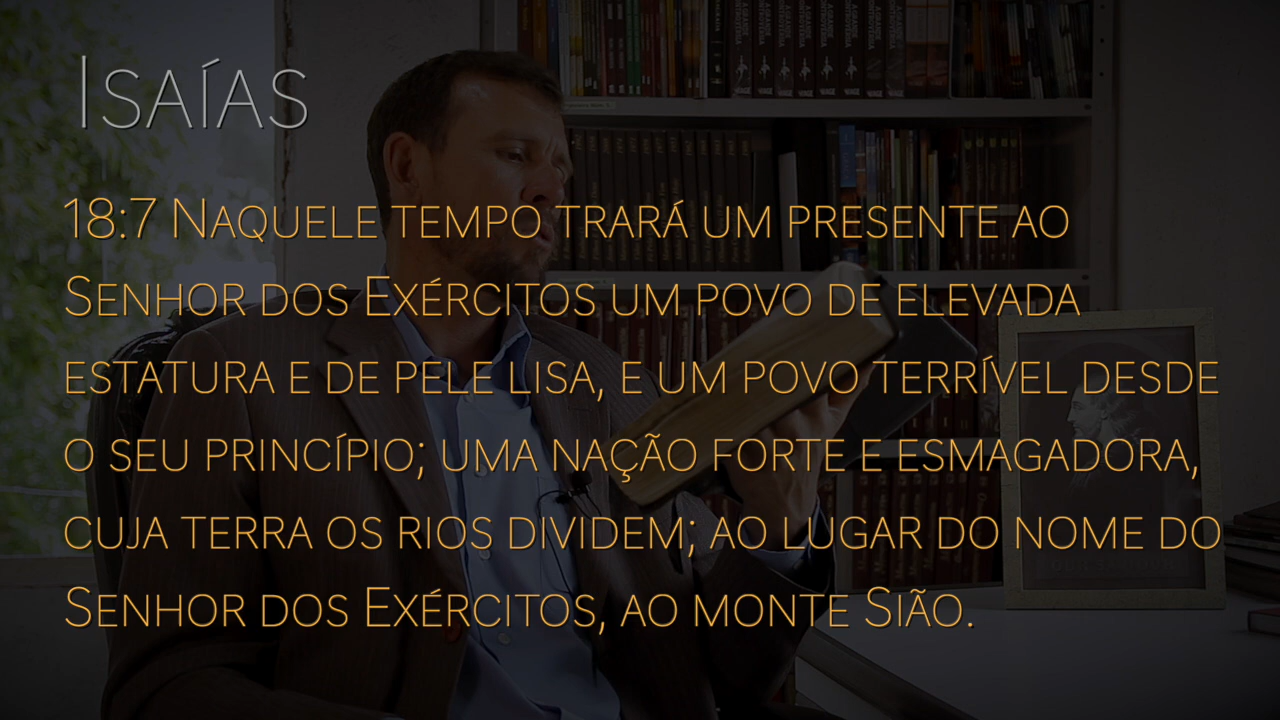 Isaías
18:7 Naquele tempo trará um presente ao
Senhor dos Exércitos um povo de elevada
estatura e de pele lisa, e um povo terrível desde
o seu princípio; uma nação forte e esmagadora,
cuja terra os rios dividem; ao lugar do nome do
Senhor dos Exércitos, ao monte Sião.